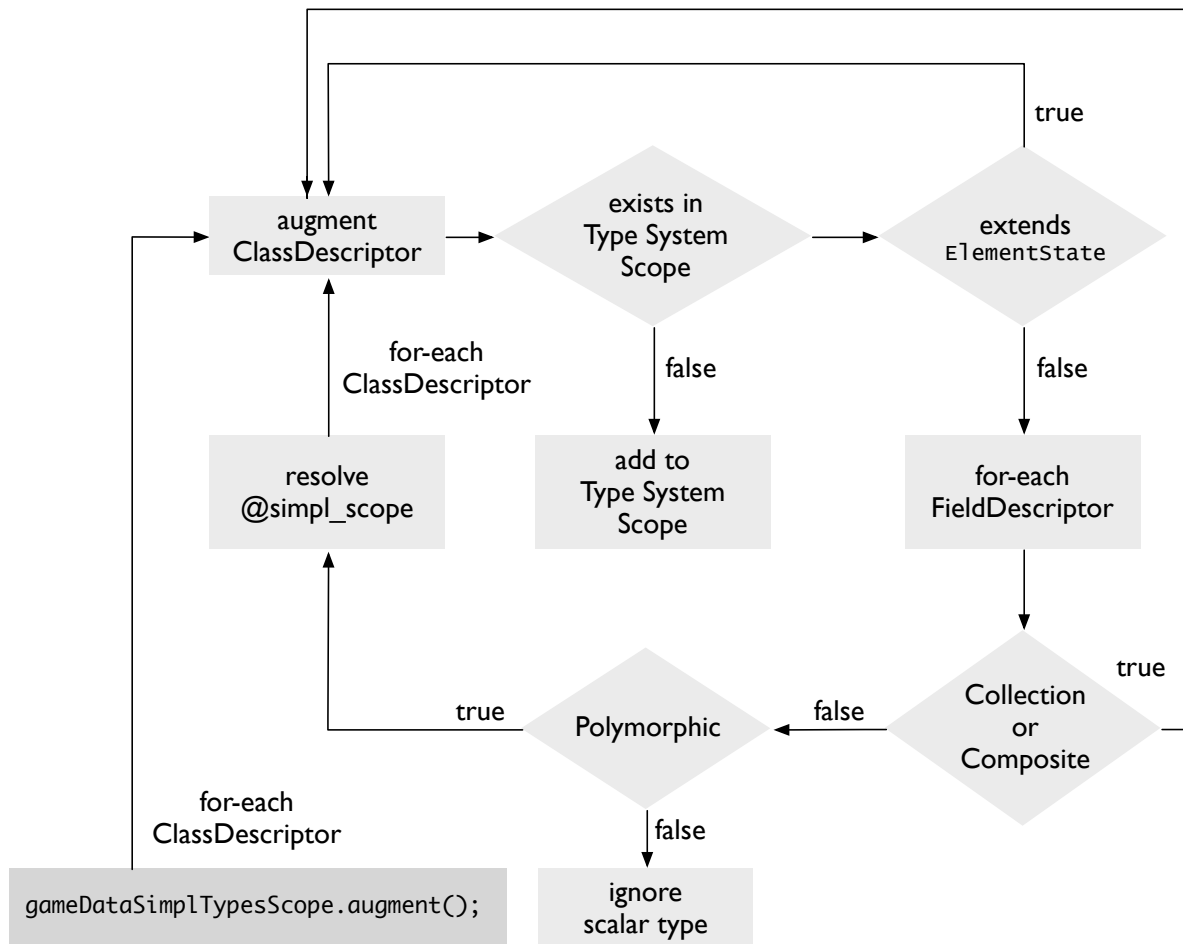 true
augment
ClassDescriptor
exists in
Type System
Scope
extends
ElementState
for-each
ClassDescriptor
false
false
resolve
@simpl_scope
add to
Type System
Scope
for-each
FieldDescriptor
true
Polymorphic
false
Collection
or
Composite
true
for-each
ClassDescriptor
false
gameDataSimplTypesScope.augment();
ignore
scalar type